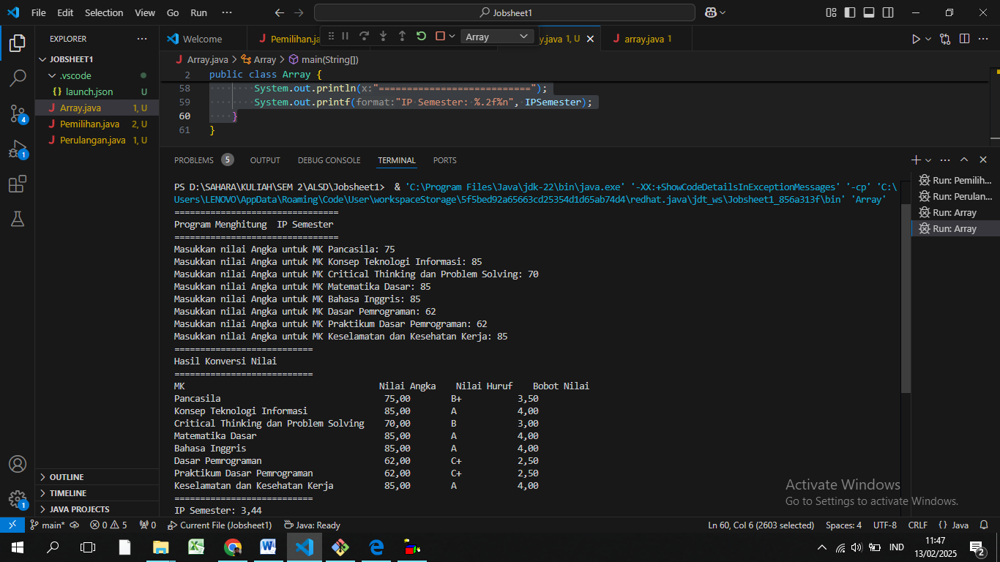 File Edit Selection View Go Run ··· Jobsheet1
EXPLORER ···
JOBSHEET1
.vscode
launch.json U
Array.java 1, U
Pemilihan.java 2, U
Perulangan.java 1, U
OUTLINE
TIMELINE
JAVA PROJECTS
4
1
1
Welcome Pemilihan.ja Array y.java 1, U array.java 1
Array.java > Array > main(String[])
2 public class Array {
58 System.out.println(x:"===========================");
59 System.out.printf(format:"IP Semester: %.2f%n", IPSemester);
60 }
61 }
PROBLEMS 5 OUTPUT DEBUG CONSOLE TERMINAL PORTS
PS D:\SAHARA\KULIAH\SEM 2\ALSD\Jobsheet1> & 'C:\Program Files\Java\jdk-22\bin\java.exe' '-XX:+ShowCodeDetailsInExceptionMessages' '-cp' 'C:\
Users\LENOVO\AppData\Roaming\Code\User\workspaceStorage\5f5bed92a65663cd25354d1d65ab74d4\redhat.java\jdt_ws\Jobsheet1_856a313f\bin' 'Array'
================================
Program Menghitung  IP Semester
================================
Masukkan nilai Angka untuk MK Pancasila: 75
Masukkan nilai Angka untuk MK Konsep Teknologi Informasi: 85
Masukkan nilai Angka untuk MK Critical Thinking dan Problem Solving: 70
Masukkan nilai Angka untuk MK Matematika Dasar: 85
Masukkan nilai Angka untuk MK Bahasa Inggris: 85
Masukkan nilai Angka untuk MK Dasar Pemrograman: 62
Masukkan nilai Angka untuk MK Praktikum Dasar Pemrograman: 62
Masukkan nilai Angka untuk MK Keselamatan dan Kesehatan Kerja: 85
===========================
Hasil Konversi Nilai
===========================
MK Nilai Angka Nilai Huruf Bobot Nilai
Pancasila 75,00 B+ 3,50
Konsep Teknologi Informasi 85,00 A 4,00
Critical Thinking dan Problem Solving 70,00 B 3,00
Matematika Dasar 85,00 A 4,00
Bahasa Inggris 85,00 A 4,00
Dasar Pemrograman 62,00 C+ 2,50
Praktikum Dasar Pemrograman 62,00 C+ 2,50
Keselamatan dan Kesehatan Kerja 85,00 A 4,00
===========================
IP Semester: 3,44
Run: Pemilih...
Run: Perulan...
Run: Array
Run: Array
Activate Windows
Go to Settings to activate Windows.
main* 0 5 0 Current File (Jobsheet1) Java: Ready Ln 60, Col 6 (2603 selected) Spaces: 4 UTF-8 CRLF {} Java
IND 11:47
13/02/2025
2